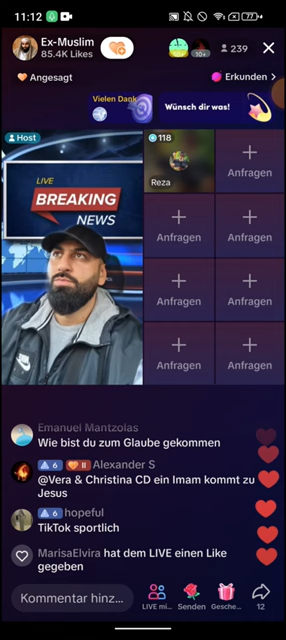 11:12
77
Ex-Muslim
85.4K Likes
10+
239
Angesagt
Erkunden
Vielen Dank
Wünsch dir was!
Host
118
Anfragen
LIVE
BREAKING
NEWS
Reza
Anfragen
Anfragen
Anfragen
Anfragen
Anfragen
Anfragen
Emanuel Mantzolas
Wie bist du zum Glaube gekommen
6 II Alexander S
@Vera & Christina CD ein Imam kommt zu
Jesus
6 hopeful
TikTok sportlich
MarisaElvira hat dem LIVE einen Like
gegeben
Kommentar hinz...
LIVE mi... Senden Gesche... 12